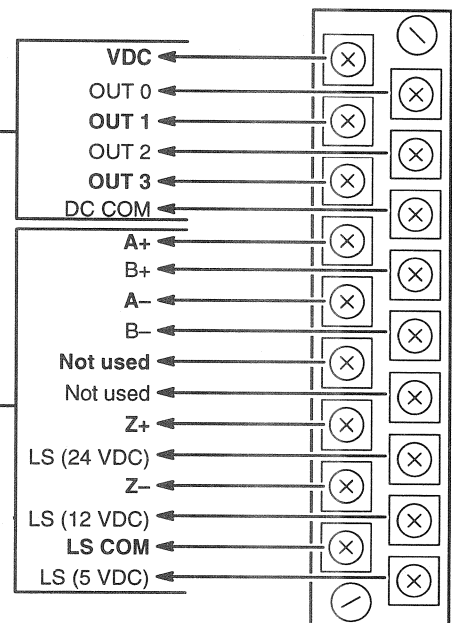 VDC
OUT 0
OUT 1
OUT 2
OUT 3
DC COM
A+
B+
A–
B–
Not used
Not used
Z+
LS (24 VDC)
Z–
LS (12 VDC)
LS COM
LS (5 VDC)